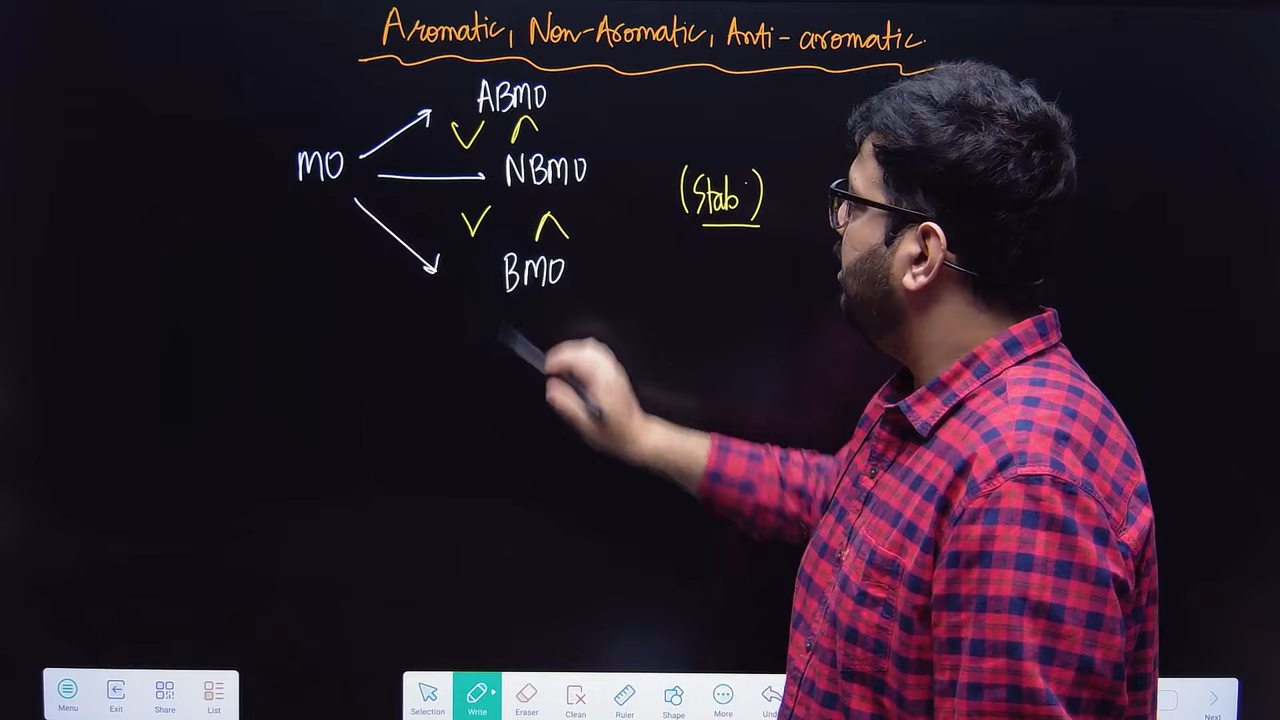 Aromatic, Non-Aromatic, Anti-aromatic.
ABMO
MO
NBMO
(Stab.)
BMO
Menu
Exit
Share
List
Selection
Write
Eraser
Clean
Ruler
Shape
More
Next